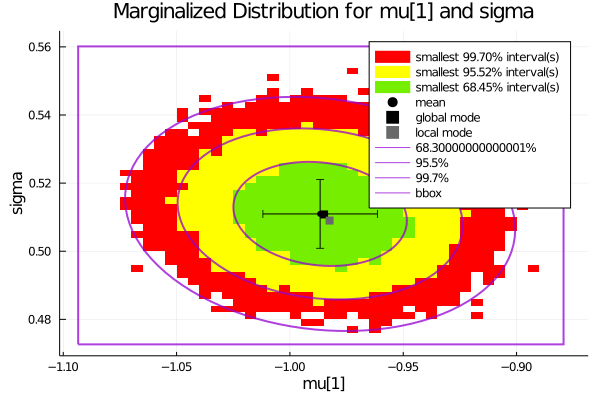 Marginalized Distribution for mu[1] and sigma
smallest 99.70% interval(s)
smallest 95.52% interval(s)
smallest 68.45% interval(s)
mean
global mode
local mode
68.30000000000001%
95.5%
99.7%
bbox
sigma
0.56
0.54
0.52
0.50
0.48
−1.10 −1.05 −1.00 −0.95 −0.90
mu[1]